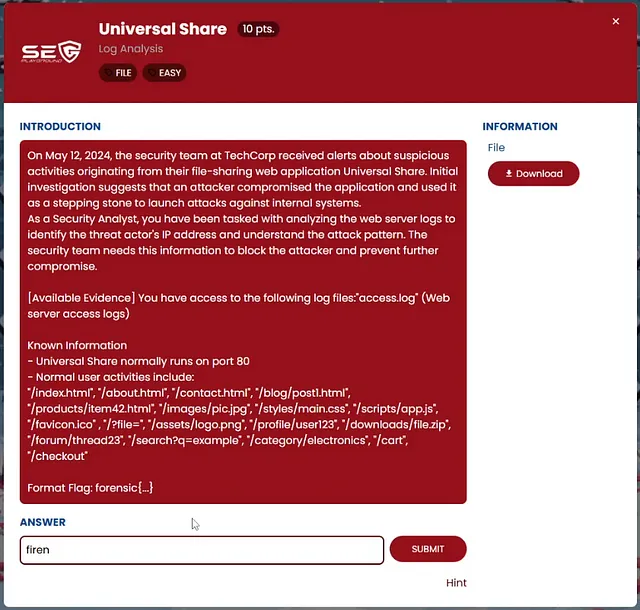 Universal Share 10 pts.
Log Analysis
SE
PLAYGROUND
FILE EASY
INTRODUCTION
On May 12, 2024, the security team at TechCorp received alerts about suspicious
activities originating from their file-sharing web application Universal Share. Initial
investigation suggests that an attacker compromised the application and used it
as a stepping stone to launch attacks against internal systems.
As a Security Analyst, you have been tasked with analyzing the web server logs to
identify the threat actor's IP address and understand the attack pattern. The
security team needs this information to block the attacker and prevent further
compromise.
[Available Evidence] You have access to the following log files:"access.log" (Web
server access logs)
Known Information
- Universal Share normally runs on port 80
- Normal user activities include:
"/index.html", "/about.html", "/contact.html", "/blog/post1.html",
"/products/item42.html", "/images/pic.jpg", "/styles/main.css", "/scripts/app.js",
"/favicon.ico" , "/?file=", "/assets/logo.png", "/profile/user123", "/downloads/file.zip",
"/forum/thread23", "/search?q=example", "/category/electronics", "/cart",
"/checkout"
Format Flag: forensic{...}
INFORMATION
File
Download
ANSWER
firen
SUBMIT
Hint